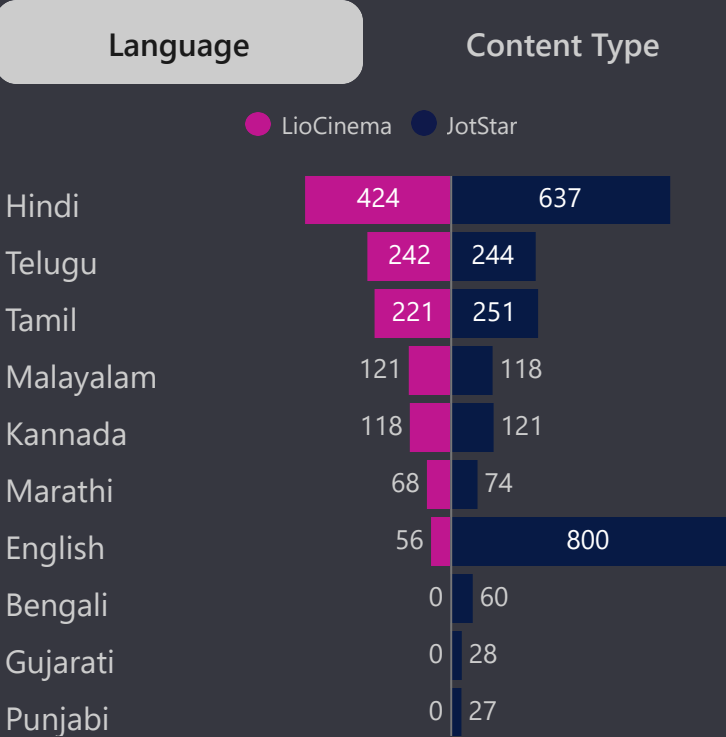 Language Content Type
LioCinema JotStar
Hindi 424 637
Telugu 242 244
Tamil 221 251
Malayalam 121 118
Kannada 118 121
Marathi 68 74
English 56 800
Bengali 0 60
Gujarati 0 28
Punjabi 0 27